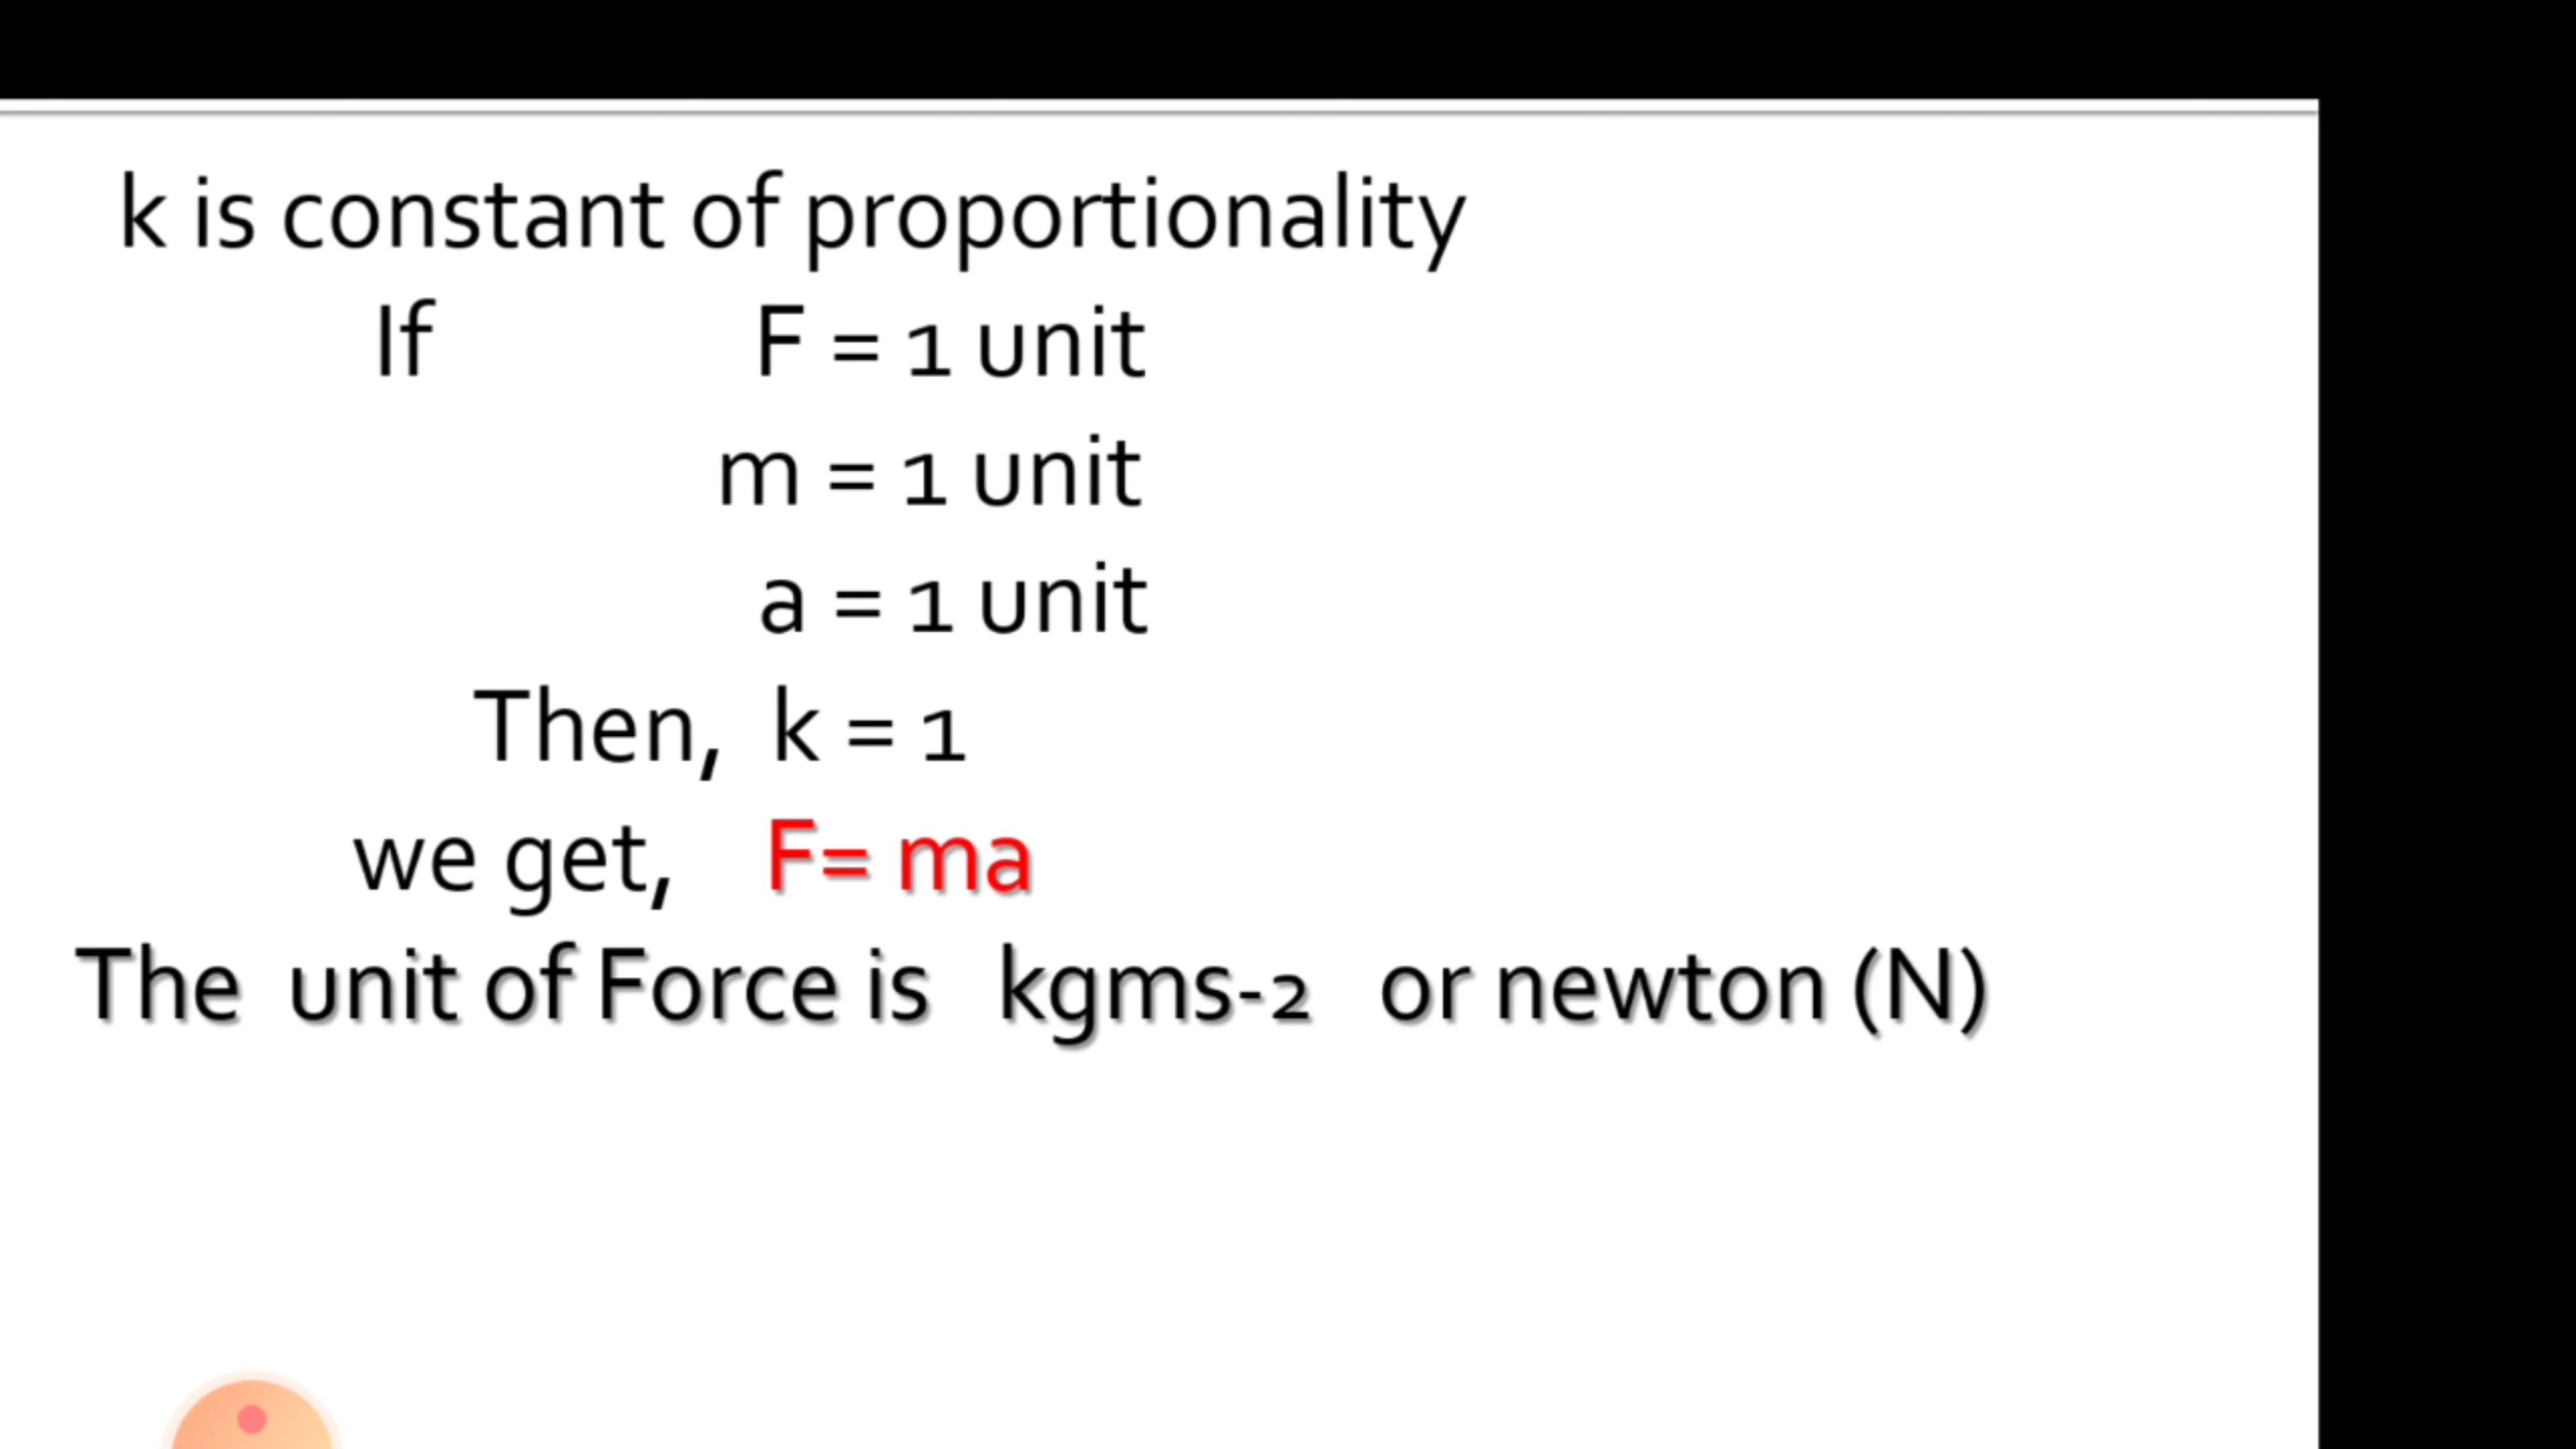 k is constant of proportionality
If F = 1 unit
m = 1 unit
a = 1 unit
Then, k = 1
we get, F= ma
The unit of Force is kgms-2 or newton (N)